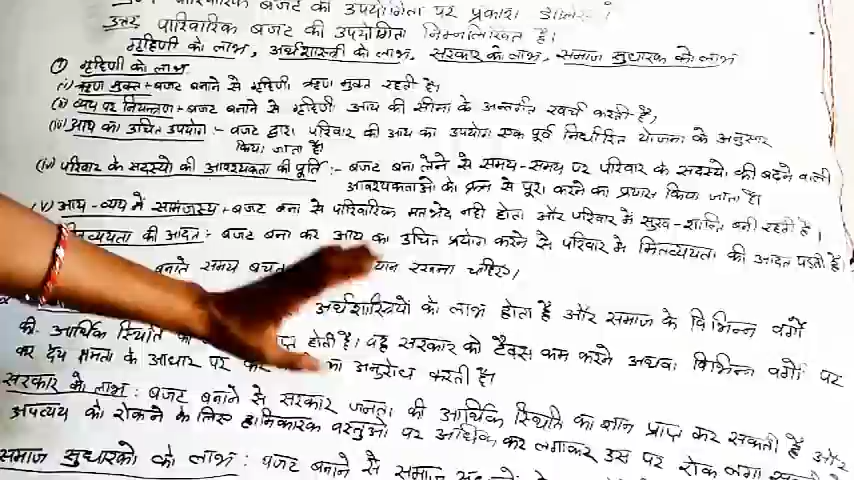 पारिवारिक बजट की उपयोगिता पर प्रकाश डालिए।
उत्तर पारिवारिक बजट की उपयोगिता निम्नलिखित है।
गृहिणी को लाभ, अर्थशास्त्री को लाभ, सरकार को लाभ, समाज सुधारक को लाभ
① गृहिणी को लाभ
(i) ऋण मुक्त :- बजट बनाने से गृहिणी ऋण मुक्त रहती है।
(ii) व्यय पर नियन्त्रण :- बजट बनाने से गृहिणी आय की सीमा के अन्तर्गत खर्च करती है,
(iii) आय का उचित उपयोग :- बजट द्वारा परिवार की आय का उपयोग एक पूर्व निर्धारित योजना के अनुसार
किया जाता है।
(iv) परिवार के सदस्यो की आवश्यकता की पूर्ति :- बजट बना लेने से समय-समय पर परिवार के सदस्यो की बढ़ने वाली
आवश्यकताओ को क्रम से पूरा करने का प्रयास किया जाता है।
(v) आय-व्यय में सामंजस्य :- बजट बना से पारिवारिक मतभेद नही होता और परिवार में सुख-शान्ति बनी रहती है।
मितव्ययता की आदत :- बजट बना कर आय का उचित प्रयोग करने से परिवार में मितव्ययता की आदत पड़ती है
बनाते समय बचत रखना चाहिए।
अर्थशास्त्रियों को लाभ होता है और समाज के विभिन्न वर्गो
की आर्थिक स्थिति होती है। वह सरकार को टैक्स कम करने अथवा विभिन्न वर्गो पर
कर देय क्षमता के आधार पर अनुरोध करती है।
सरकार को लाभ : बजट बनाने से सरकार जनता की आर्थिक स्थिति का ज्ञान प्राप्त कर सकती है और
अपव्यय को रोकने के लिए हानिकारक वस्तुओ पर अधिक कर लगाकर उस पर रोक लगा
समाज सुधारको को लाभ : बजट बनाने से समाज